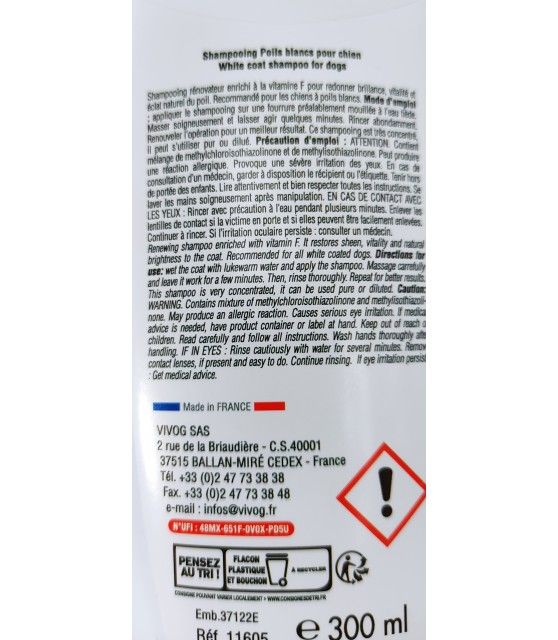 Shampooing Poils blancs pour chien
White coat shampoo for dogs
Shampooing rénovateur enrichi à la vitamine F pour redonner brillance, vitalité et
éclat naturel du poil. Recommandé pour les chiens à poils blancs. Mode d'emploi
: appliquer le shampooing sur une fourrure préalablement mouillée à l'eau tiède.
Masser soigneusement et laisser agir quelques minutes. Rincer abondamment.
Renouveler l'opération pour un meilleur résultat. Ce shampooing est très concentré,
il peut s'utiliser pur ou dilué. Précaution d'emploi : ATTENTION. Contient
mélange de methylchloroisothiazolinone et de methylisothiazolinone. Peut produire
une réaction allergique. Provoque une sévère irritation des yeux. En cas de
consultation d'un médecin, garder à disposition le récipient ou l'étiquette. Tenir hors
de portée des enfants. Lire attentivement et bien respecter toutes les instructions. Se
laver les mains soigneusement après manipulation. EN CAS DE CONTACT AVEC
LES YEUX : Rincer avec précaution à l'eau pendant plusieurs minutes. Enlever les
lentilles de contact si la victime en porte et si elles peuvent être facilement enlevées.
Continuer à rincer. Si l'irritation oculaire persiste : consulter un médecin.
Renewing shampoo enriched with vitamin F. It restores sheen, vitality and natural
brightness to the coat. Recommended for all white coated dogs. Directions for
use: wet the coat with lukewarm water and apply the shampoo. Massage carrefully
and leave it work for a few minutes. Then, rinse thoroughly. Repeat for better results.
This shampoo is very concentrated, it can be used pure or diluted. Caution:
WARNING. Contains mixture of methylchloroisothiazolinone and methylisothiazoli-
none. May produce an allergic reaction. Causes serious eye irritation. If medical
advice is needed, have product container or label at hand. Keep out of reach of
children. Read carefully and follow all instructions. Wash hands thoroughly after
handling. IF IN EYES : Rinse cautiously with water for several minutes. Remove
contact lenses, if present and easy to do. Continue rinsing. If eye irritation persist
: Get medical advice.
Made in FRANCE
VIVOG SAS
2 rue de la Briaudière - C.S.40001
37515 BALLAN-MIRÉ CEDEX - France
Tél. +33 (0)2 47 73 38 38
Fax. +33 (0)2 47 73 38 48
e-mail : infos@vivog.fr
N°UFI : 48MX-G51F-0V0X-PD5U
PENSEZ
AU TRI !
FLACON
PLASTIQUE
ET BOUCHON
À RECYCLER
CONSIGNE POUVANT VARIER LOCALEMENT > WWW.CONSIGNESDETRI.FR
Emb.37122E
Réf. 11605
e 300 ml